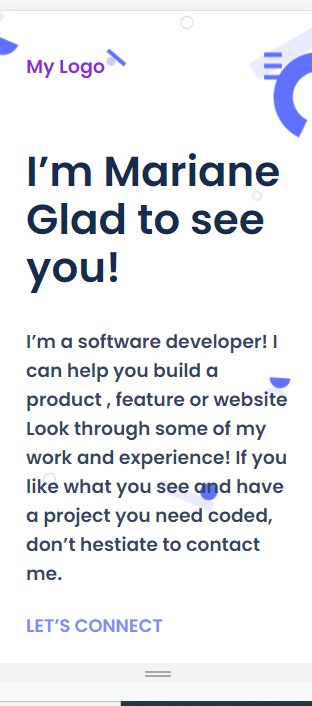 My Logo
I’m Mariane
Glad to see
you!
I’m a software developer! I
can help you build a
product , feature or website
Look through some of my
work and experience! If you
like what you see and have
a project you need coded,
don’t hestiate to contact
me.
LET’S CONNECT